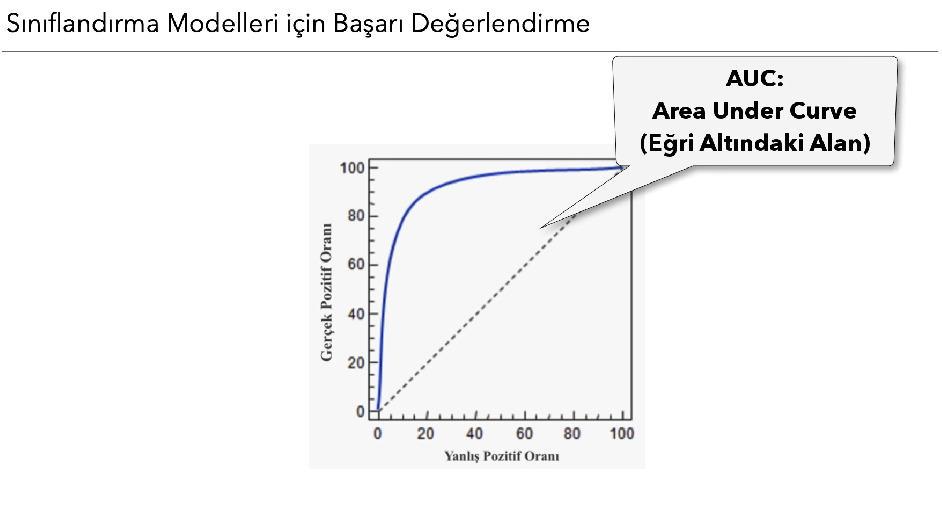 Sınıflandırma Modelleri için Başarı Değerlendirme
AUC:
Area Under Curve
(Eğri Altındaki Alan)
100
80
60
40
20
0
Gerçek Pozitif Oranı
0 20 40 60 80 100
Yanlış Pozitif Oranı